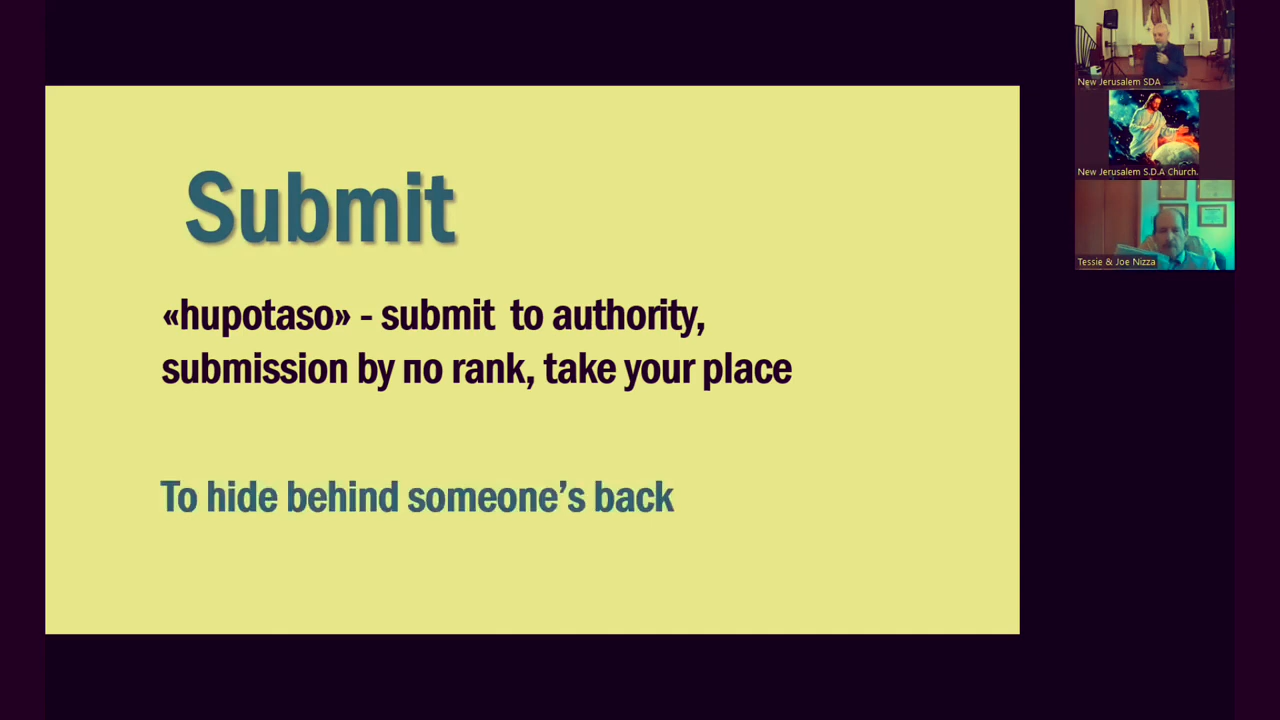 Submit
«hupotaso» - submit to authority,
submission by по rank, take your place
To hide behind someone's back
New Jerusalem SDA
New Jerusalem S.D.A Church.
Tessie & Joe Nizza